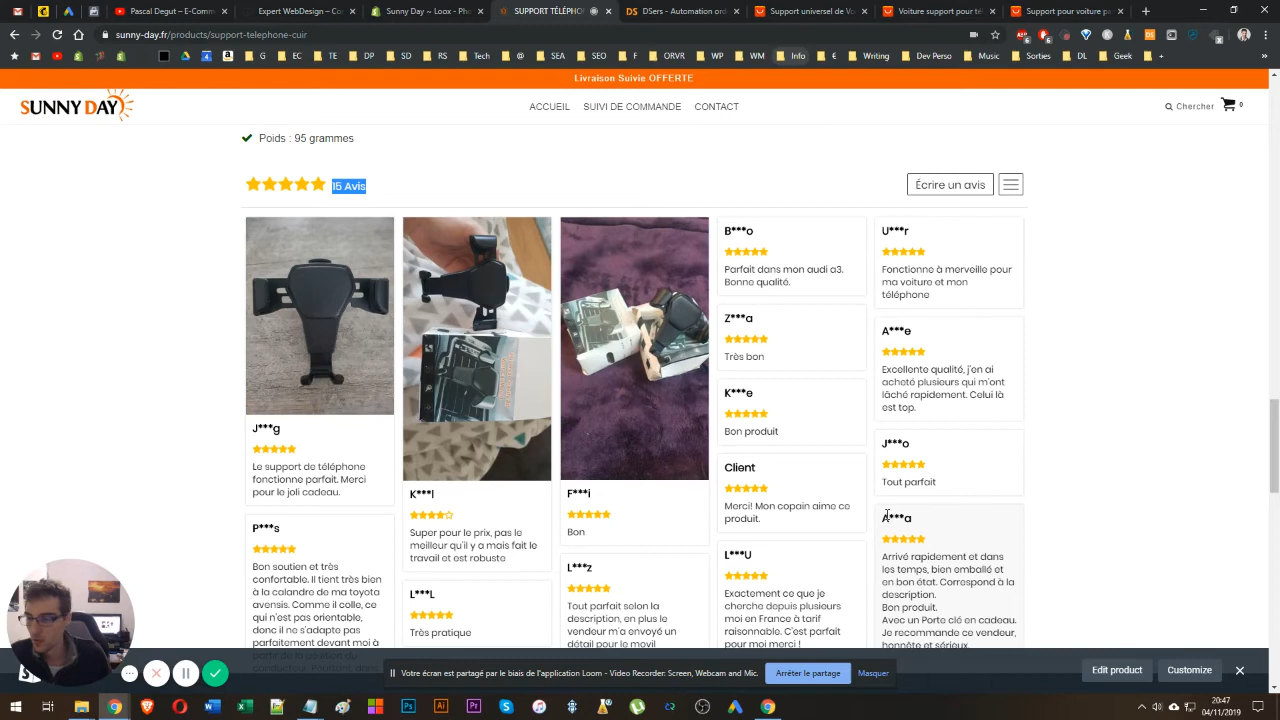 Pascal Daugy - C
Expert WebDesign - Co
Sunny Day ~ Loox - Pho
SUPPORT TÉLÉPHO
DSers - Automation on
Support universel de Vo
Voiture pour té
Coque pour voiture pa
sunny-day.fr/products/support-telephone-cuir
G
E
TE
DP
SD
RS
Tech
SEO
F
ORVR
WP
WM
Info
€
Writing
Dev Perso
Music
Sorties
DL
Geek
Livraison Suivie OFFERTE
SUNNY DAY
ACCUEIL
SUIVI DE COMMANDE
CONTACT
Chercher
0
Poids : 95 grammes
15 Avis
Écrire un avis
J***g
Le support de téléphone
fonctionne parfait. Merci
pour le joli cadeau.
P***s
Bon soutien et très
confortable. Il tient très bien
à la calandre de ma toyota
avensis. Comme il colle, ce
qui n'est pas orientable,
donc il ne s'adapte pas
parfaitement devant moi à
K***l
Super pour le prix, pas le
meilleur qu'il y a mais fait le
travail et est robuste
L***L
Très pratique
F***i
Bon
L***z
Tout parfait selon la
description, en plus le
vendeur m'a envoyé un
détail pour le movil
B***o
Parfait dans mon audi a3.
Bonne qualité.
Z***a
Très bon
K***e
Bon produit
Client
Merci! Mon copain aime ce
produit.
L***U
Exactement ce que je
cherche depuis plusieurs
moi en France à tarif
raisonnable. C'est parfait
pour moi merci !
U***r
Fonctionne à merveille pour
ma voiture et mon
téléphone
A***e
Excellente qualité, j'en ai
acheté plusieurs qui m'ont
lâché rapidement. Celui là
est top.
J***o
Tout parfait
A***a
Arrivé rapidement et dans
les temps, bien emballé et
en bon état. Correspond à la
description.
Bon produit.
Avec un Porte clé en cadeau.
Je recommande ce vendeur,
honnête et sérieux.
Votre écran est partagé par le biais de l'application Loom - Video Recorder: Screen, Webcam and Mic.
Arrêter le partage
Masquer
Edit product
Customize
20:47
04/11/2019